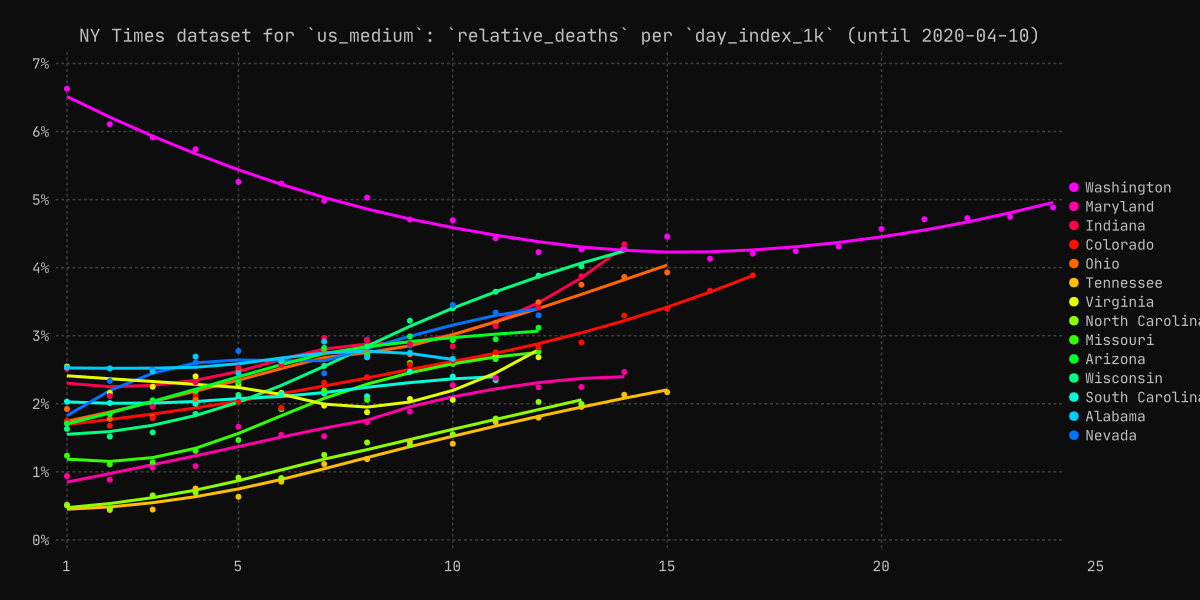 NY Times dataset for `us_medium`: `relative_deaths` per `day_index_1k` (until 2020-04-10)
7%
6%
5%
4%
3%
2%
1%
0%
1 5 10 15 20 25
Washington
Maryland
Indiana
Colorado
Ohio
Tennessee
Virginia
North Carolina
Missouri
Arizona
Wisconsin
South Carolina
Alabama
Nevada